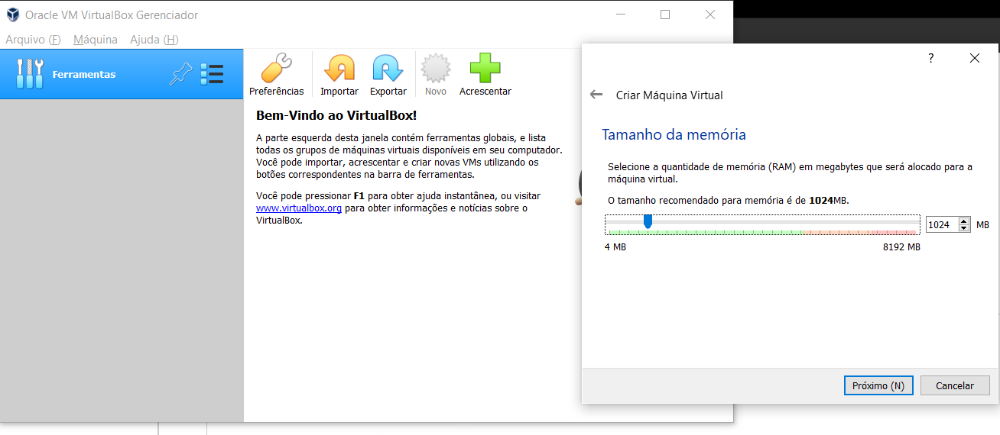 Oracle VM VirtualBox Gerenciador
Arquivo (F) Máquina Ajuda (H)
Ferramentas
Preferências Importar Exportar Novo Acrescentar
Bem-Vindo ao VirtualBox!
A parte esquerda desta janela contém ferramentas globais, e lista
todas os grupos de máquinas virtuais disponíveis em seu computador.
Você pode importar, acrescentar e criar novas VMs utilizando os
botões correspondentes na barra de ferramentas.
Você pode pressionar F1 para obter ajuda instantânea, ou visitar
www.virtualbox.org para obter informações e notícias sobre o
VirtualBox.
?
Criar Máquina Virtual
Tamanho da memória
Selecione a quantidade de memória (RAM) em megabytes que será alocado para a
máquina virtual.
O tamanho recomendado para memória é de 1024MB.
1024 MB
4 MB 8192 MB
Próximo (N) Cancelar